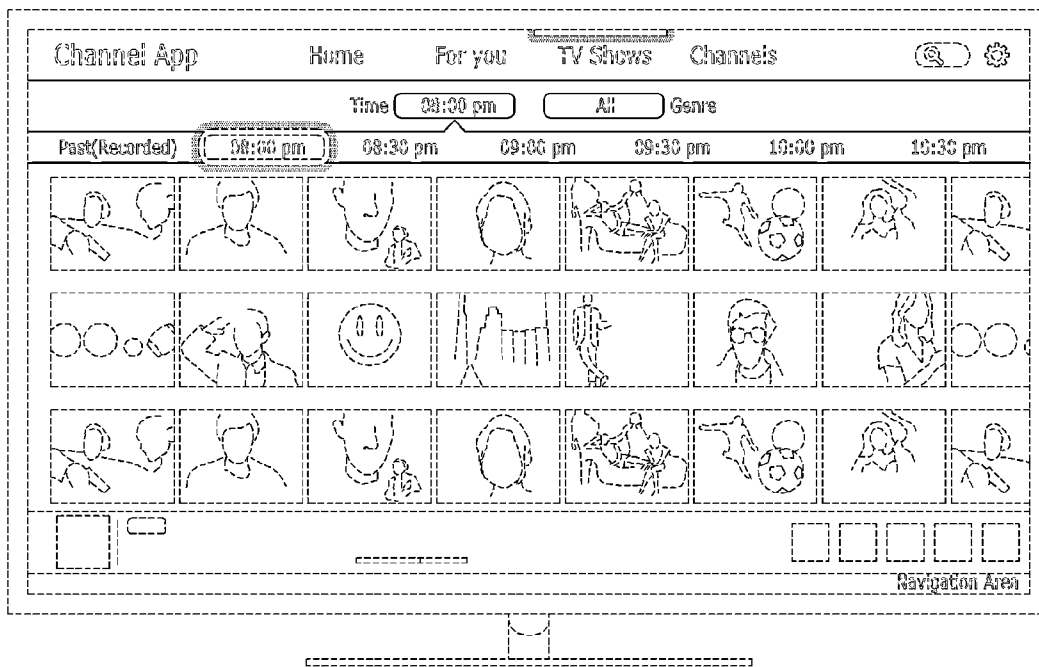 Channel App Home For you TV Shows Channels
Time 08:00 pm All Genre
Past(Recorded) 08:00 pm 08:30 pm 09:00 pm 09:30 pm 10:00 pm 10:30 pm
Navigation Area